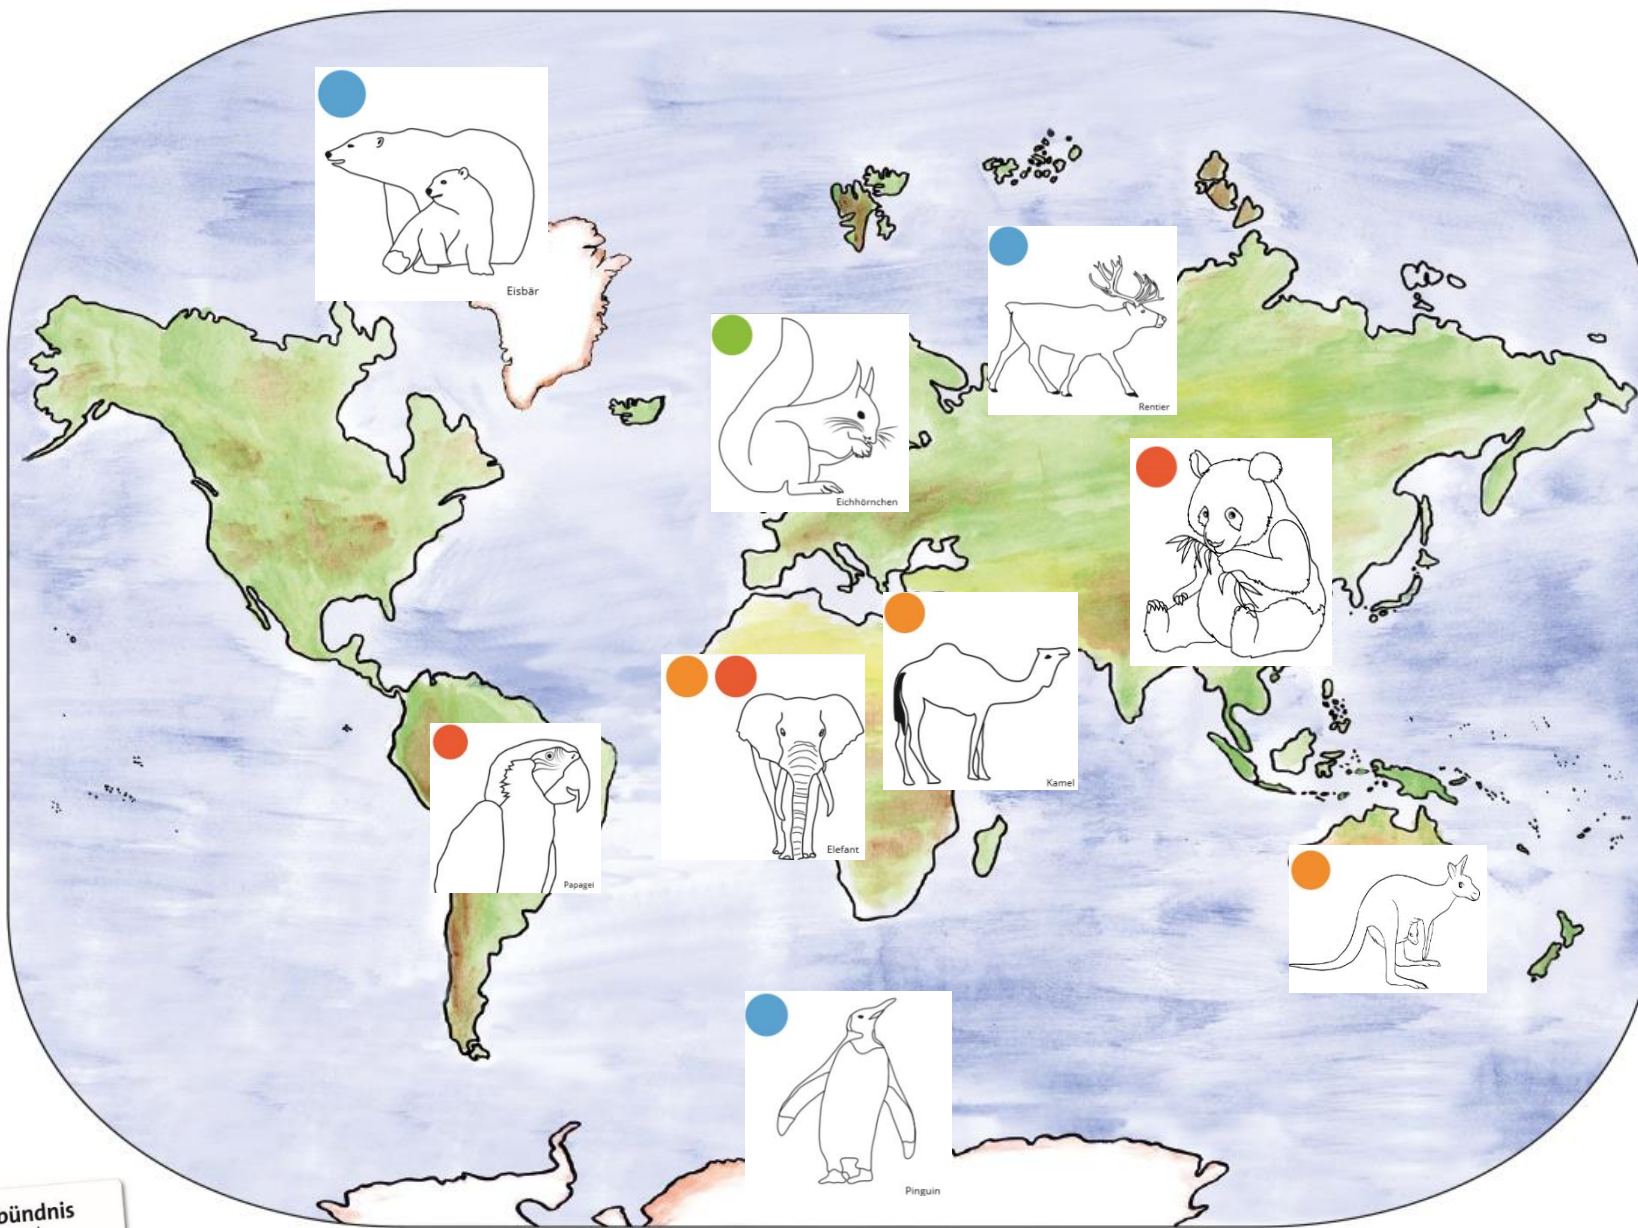 Eisbär
Rentier
Eichhörnchen
Kamel
Elefant
Papagei
Pinguin
bündnis